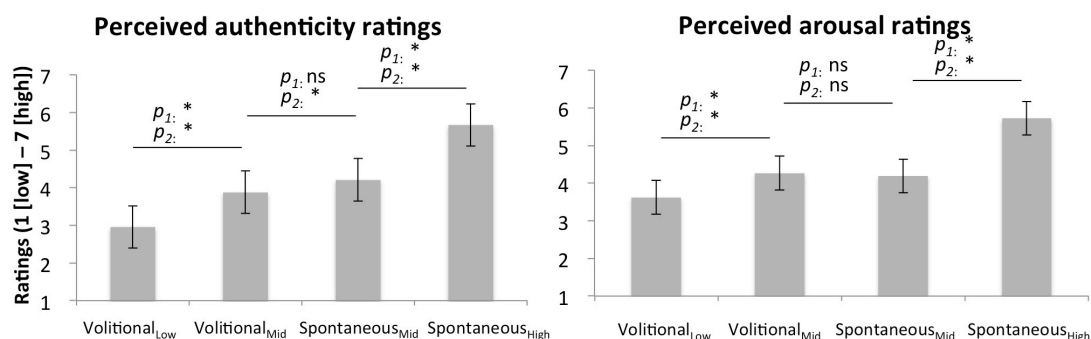 Perceived authenticity ratings
p1: *
p2: *
p1: ns
p2: *
p1: *
p2: *
Ratings (1 [low] – 7 [high])
7
6
5
4
3
2
1
VolitionalLow VolitionalMid SpontaneousMid SpontaneousHigh
Perceived arousal ratings
p1: *
p2: *
p1: ns
p2: ns
p1: *
p2: *
7
6
5
4
3
2
1
VolitionalLow VolitionalMid SpontaneousMid SpontaneousHigh